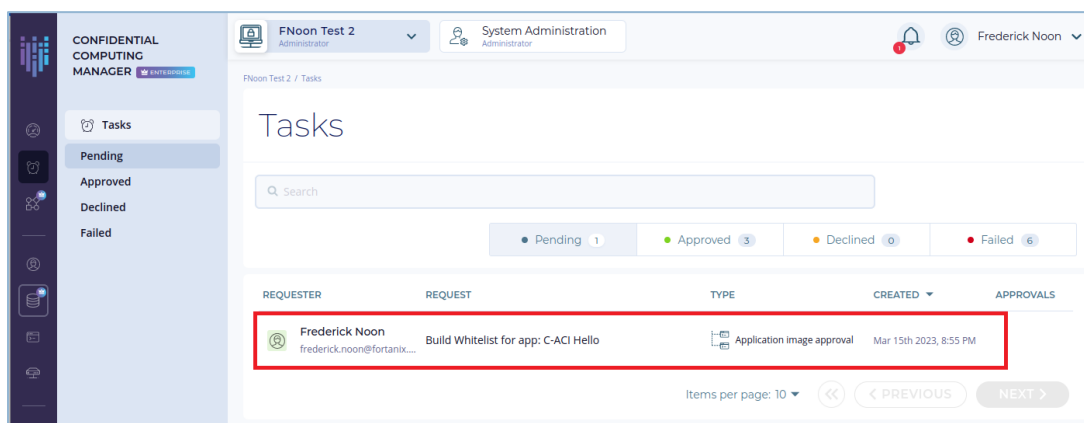 CONFIDENTIAL
COMPUTING
MANAGER ENTERPRISE
Tasks
Pending
Approved
Declined
Failed
FNoon Test 2
Administrator
System Administration
Administrator
1
Frederick Noon
FNoon Test 2 / Tasks
Tasks
Search
Pending 1
Approved 3
Declined 0
Failed 6
REQUESTER REQUEST TYPE CREATED APPROVALS
Frederick Noon
frederick.noon@fortanix....
Build Whitelist for app: C-ACI Hello
Application image approval
Mar 15th 2023, 8:55 PM
Items per page: 10 PREVIOUS NEXT